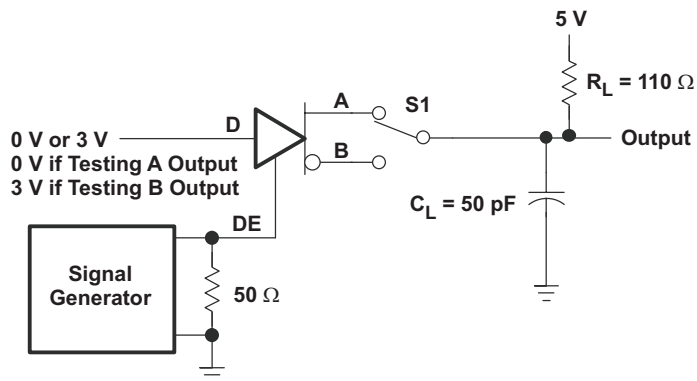 5 V
R_L = 110 Ω
A
S1
D
0 V or 3 V
0 V if Testing A Output
3 V if Testing B Output
B
Output
C_L = 50 pF
DE
Signal
Generator
50 Ω